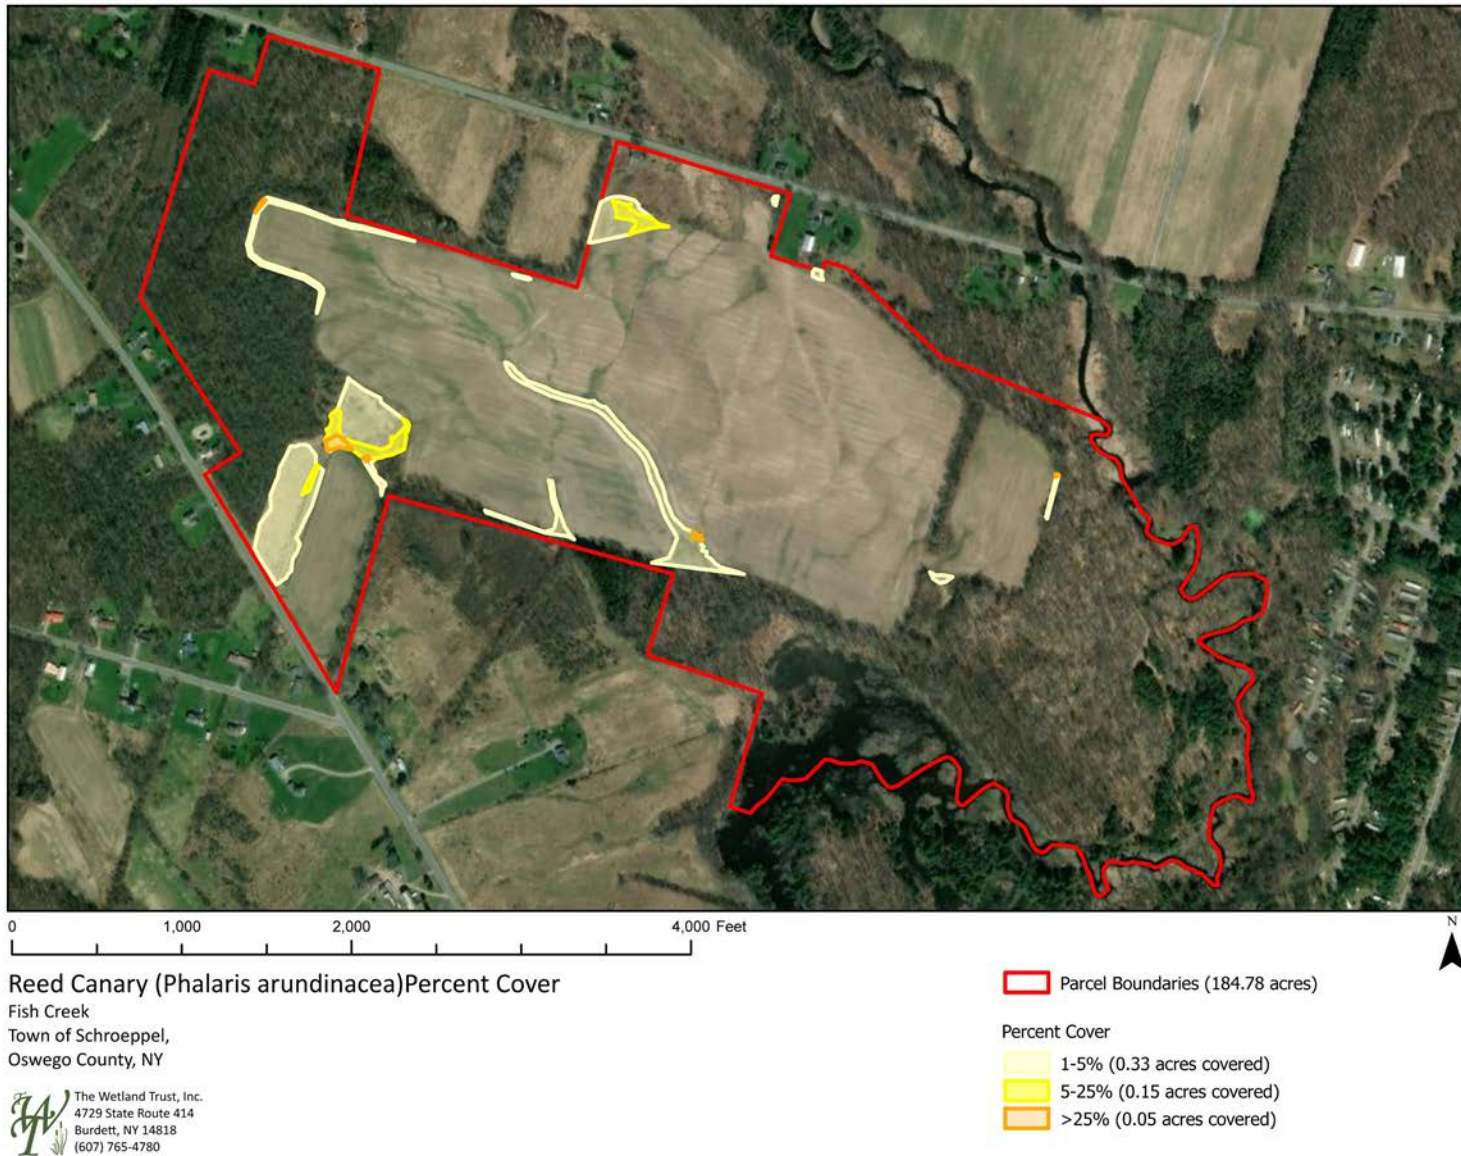 0 1,000 2,000 4,000 Feet
N
Reed Canary (Phalaris arundinacea)Percent Cover
Fish Creek
Town of Schroeppel,
Oswego County, NY
The Wetland Trust, Inc.
4729 State Route 414
Burdett, NY 14818
(607) 765-4780
Parcel Boundaries (184.78 acres)
Percent Cover
1-5% (0.33 acres covered)
5-25% (0.15 acres covered)
>25% (0.05 acres covered)